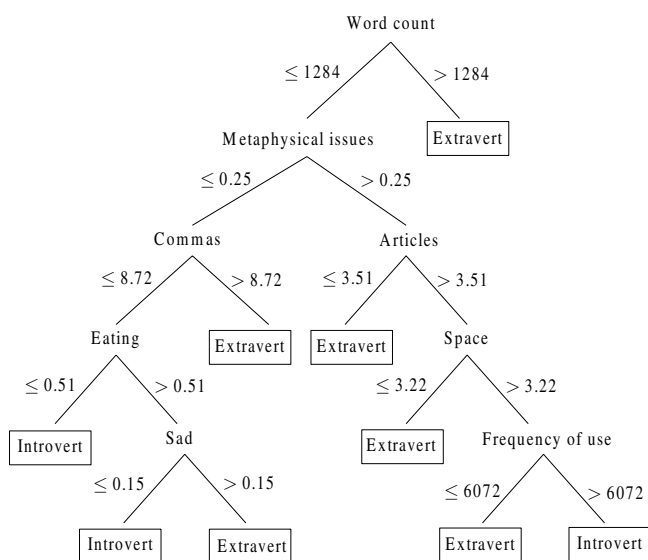 Word count
≤ 1284
> 1284
Metaphysical issues
Extravert
≤ 0.25
> 0.25
Commas
Articles
≤ 8.72
> 8.72
≤ 3.51
> 3.51
Eating
Extravert
Extravert
Space
≤ 0.51
> 0.51
≤ 3.22
> 3.22
Introvert
Sad
Extravert
Frequency of use
≤ 0.15
> 0.15
≤ 6072
> 6072
Introvert
Extravert
Extravert
Introvert